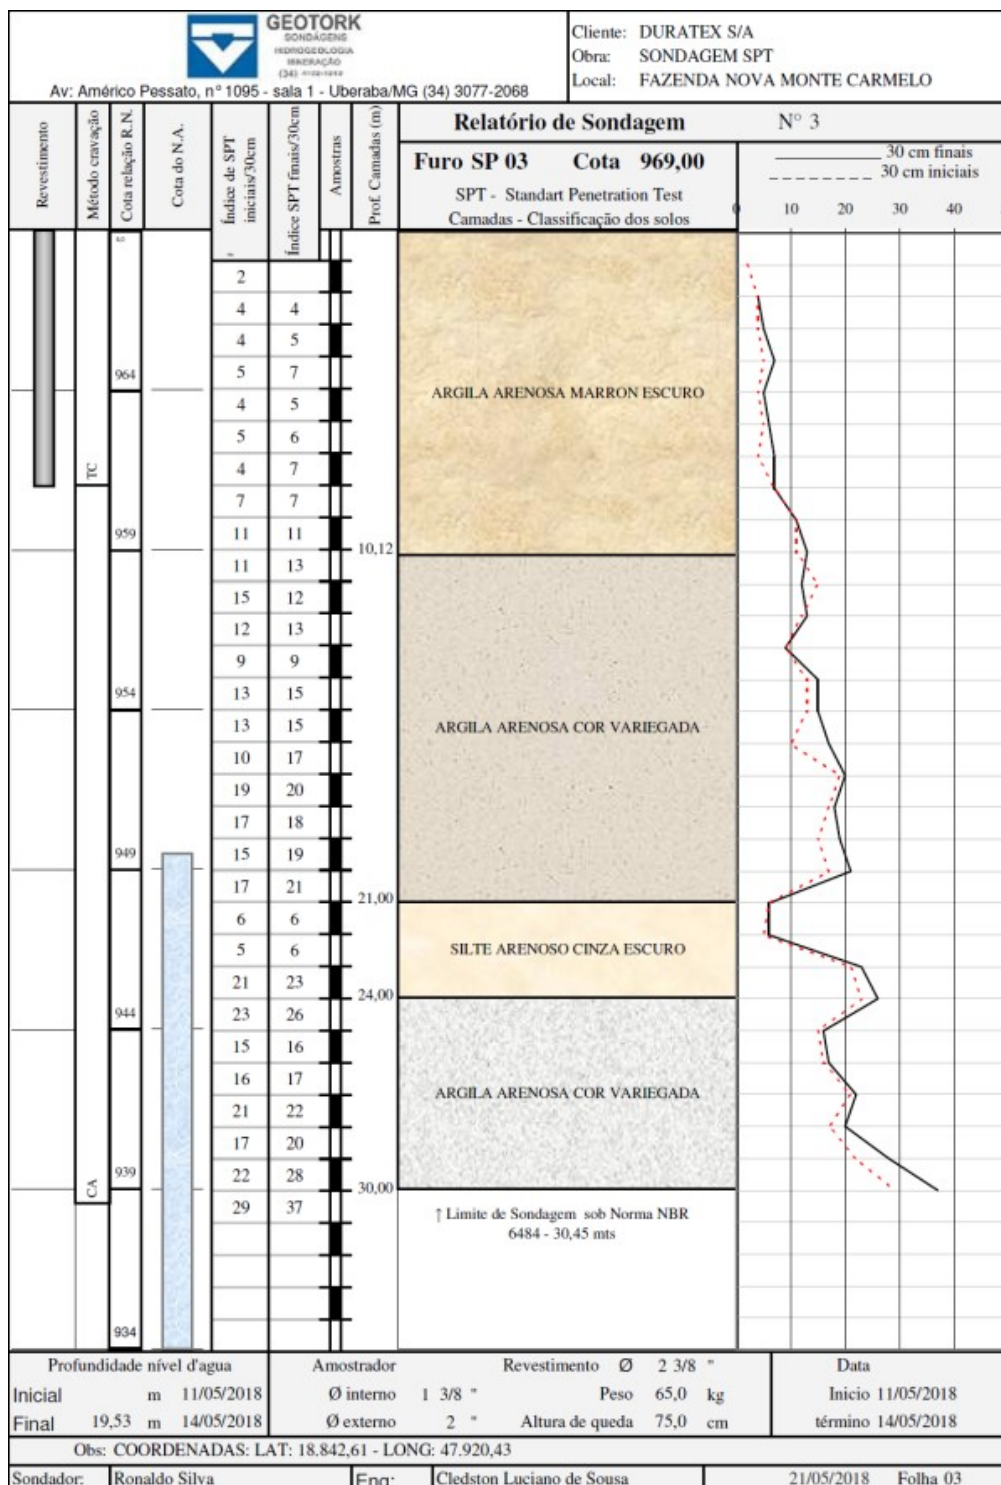 GEOTORK
SONDAGENS
HIDROGEOLOGIA
MINERAÇÃO
Av: Américo Pessato, nº 1095 - sala 1 - Uberaba/MG (34) 3077-2068
Cliente: DURATEX S/A
Obra: SONDAGEM SPT
Local: FAZENDA NOVA MONTE CARMELO
Revestimento
Método cravação
Cota relação R.N.
Cota do N.A.
Índice de SPT iniciais/30cm
Índice SPT finais/30cm
Amostras
Prof. Camadas (m)
Relatório de Sondagem N° 3
Furo SP 03 Cota 969,00
SPT - Standart Penetration Test
Camadas - Classificação dos solos
30 cm finais
30 cm iniciais
0 10 20 30 40
2
4 4
4 5
5 7
964
4 5
ARGILA ARENOSA MARRON ESCURO
5 6
4 7
TC
7 7
11 11
959
10,12
11 13
15 12
12 13
9 9
13 15
954
13 15
ARGILA ARENOSA COR VARIEGADA
10 17
19 20
17 18
15 19
949
17 21
21,00
6 6
5 6
SILTE ARENOSO CINZA ESCURO
21 23
24,00
23 26
944
15 16
16 17
ARGILA ARENOSA COR VARIEGADA
21 22
17 20
22 28
939
CA
30,00
29 37
↑ Limite de Sondagem sob Norma NBR
6484 - 30,45 mts
934
Profundidade nível d'agua
Inicial m 11/05/2018
Final 19,53 m 14/05/2018
Amostrador
Ø interno 1 3/8 "
Ø externo 2 "
Revestimento Ø 2 3/8 "
Peso 65,0 kg
Altura de queda 75,0 cm
Data
Inicio 11/05/2018
término 14/05/2018
Obs: COORDENADAS: LAT: 18.842,61 - LONG: 47.920,43
Sondador: Ronaldo Silva Eng: Cledston Luciano de Sousa 21/05/2018 Folha 03